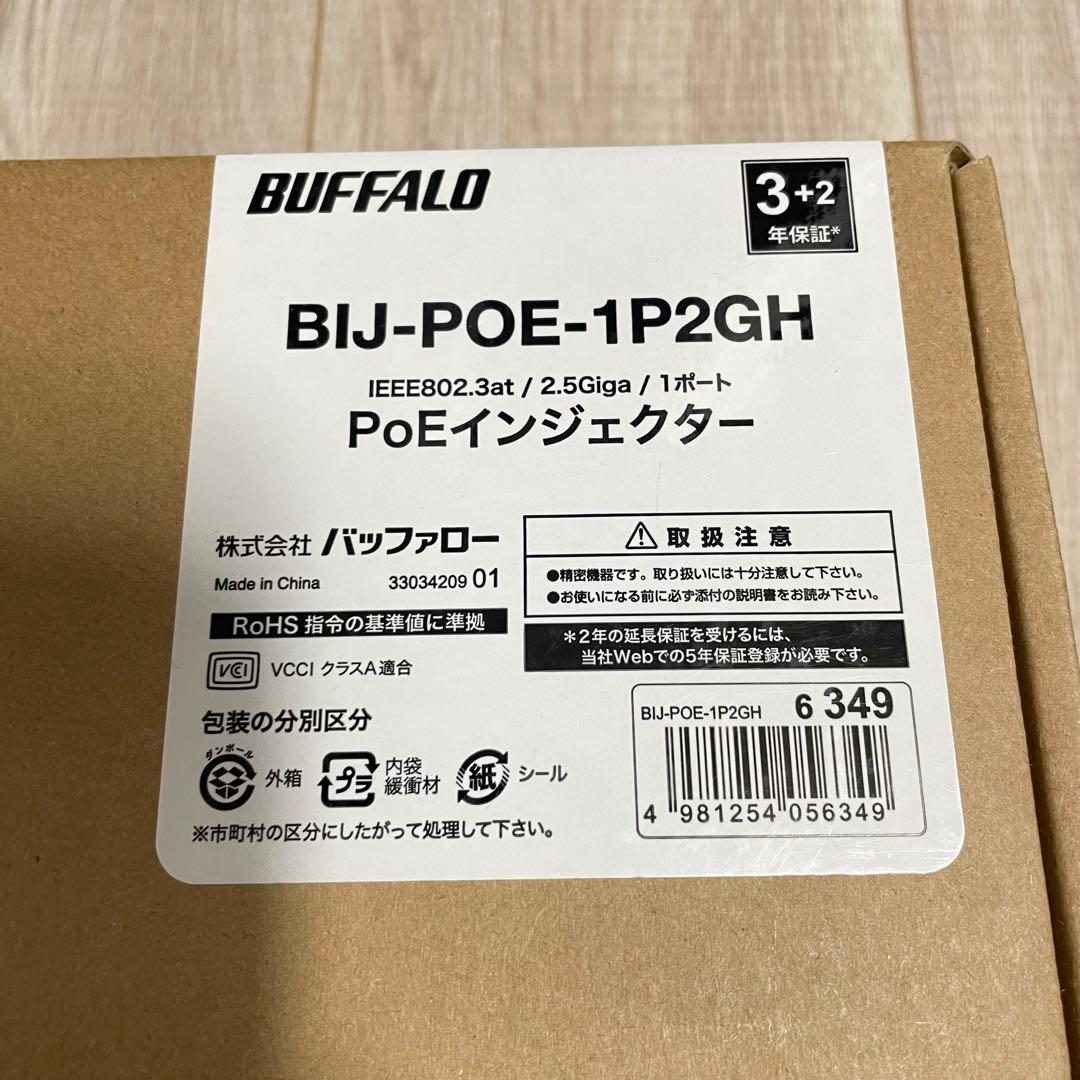 BUFFALO
3+2
年保証*
BIJ-POE-1P2GH
IEEE802.3at / 2.5Giga / 1ポート
PoEインジェクター
株式会社 バッファロー
Made in China 33034209 01
RoHS 指令の基準値に準拠
VCCI VCCI クラスA適合
⚠取扱注意
●精密機器です。取り扱いには十分注意して下さい。
●お使いになる前に必ず添付の説明書をお読み下さい。
*2年の延長保証を受けるには、
当社Webでの5年保証登録が必要です。
包装の分別区分
ダンボール
外箱
プラ
内袋
緩衝材
紙
シール
※市町村の区分にしたがって処理して下さい。
BIJ-POE-1P2GH 6 349
4 981254 056349